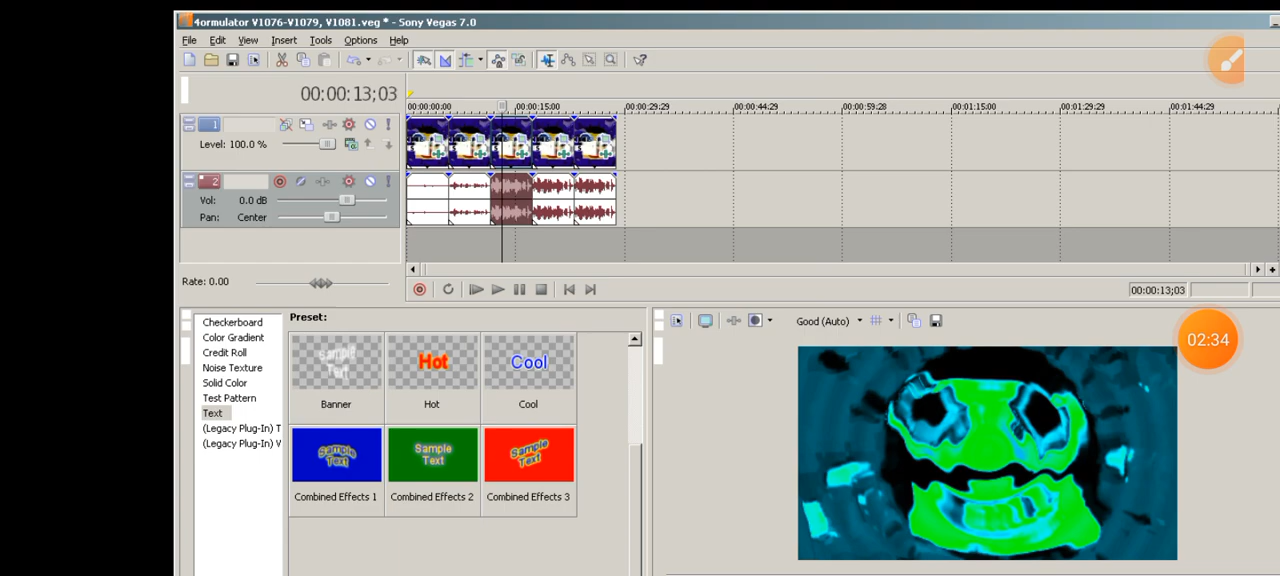 4ormulator V1076-V1079, V1081.veg * - Sony Vegas 7.0
File Edit View Insert Tools Options Help
00:00:13;03
00:00:00:00 00:00:15:00 00:00:29:29 00:00:44:29 00:00:59:28 00:01:15:00 00:01:29:29 00:01:44:29
1
Level: 100.0 %
2
Vol: 0.0 dB
Pan: Center
Rate: 0.00
00:00:13;03
Checkerboard
Color Gradient
Credit Roll
Noise Texture
Solid Color
Test Pattern
Text
(Legacy Plug-In) T
(Legacy Plug-In) V
Preset:
Sample
Text
Hot
Cool
Banner
Hot
Cool
Sample
Text
Sample
Text
Sample
Text
Combined Effects 1
Combined Effects 2
Combined Effects 3
Good (Auto)
02:34